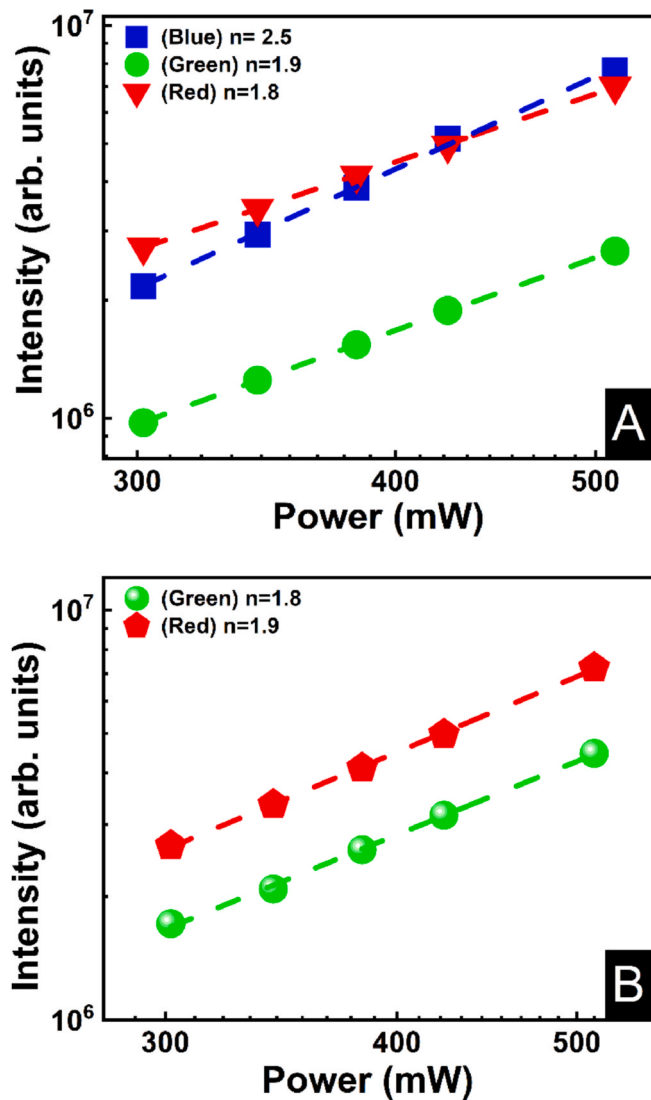 10⁷
(Blue) n= 2.5
(Green) n=1.9
(Red) n=1.8
Intensity (arb. units)
10⁶
A
300 400 500
Power (mW)
10⁷
(Green) n=1.8
(Red) n=1.9
Intensity (arb. units)
10⁶
B
300 400 500
Power (mW)